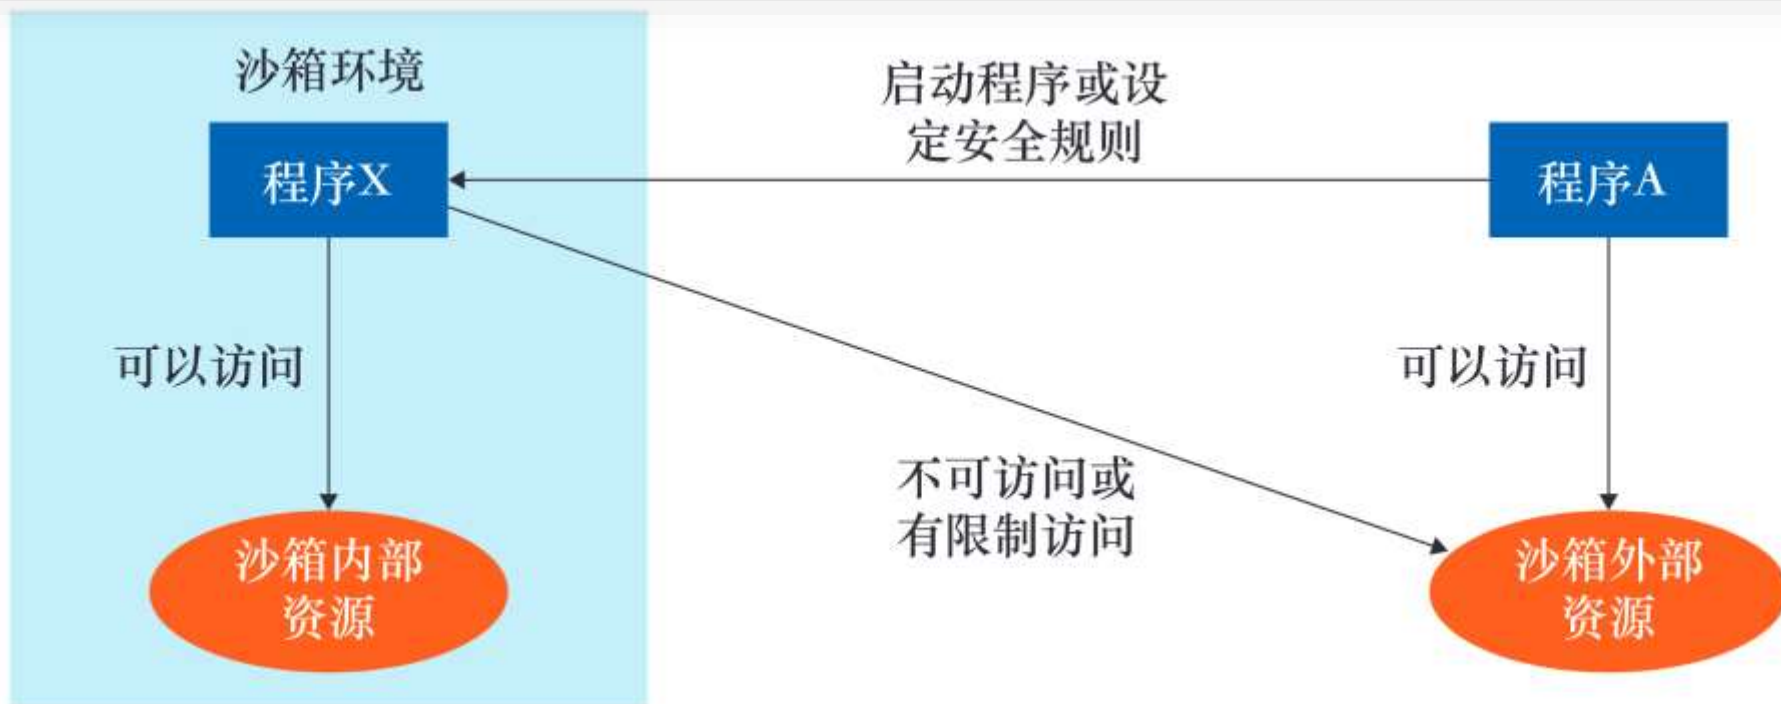 沙箱环境
启动程序或设
定安全规则
程序X
程序A
可以访问
可以访问
不可访问或
有限制访问
沙箱内部
资源
沙箱外部
资源